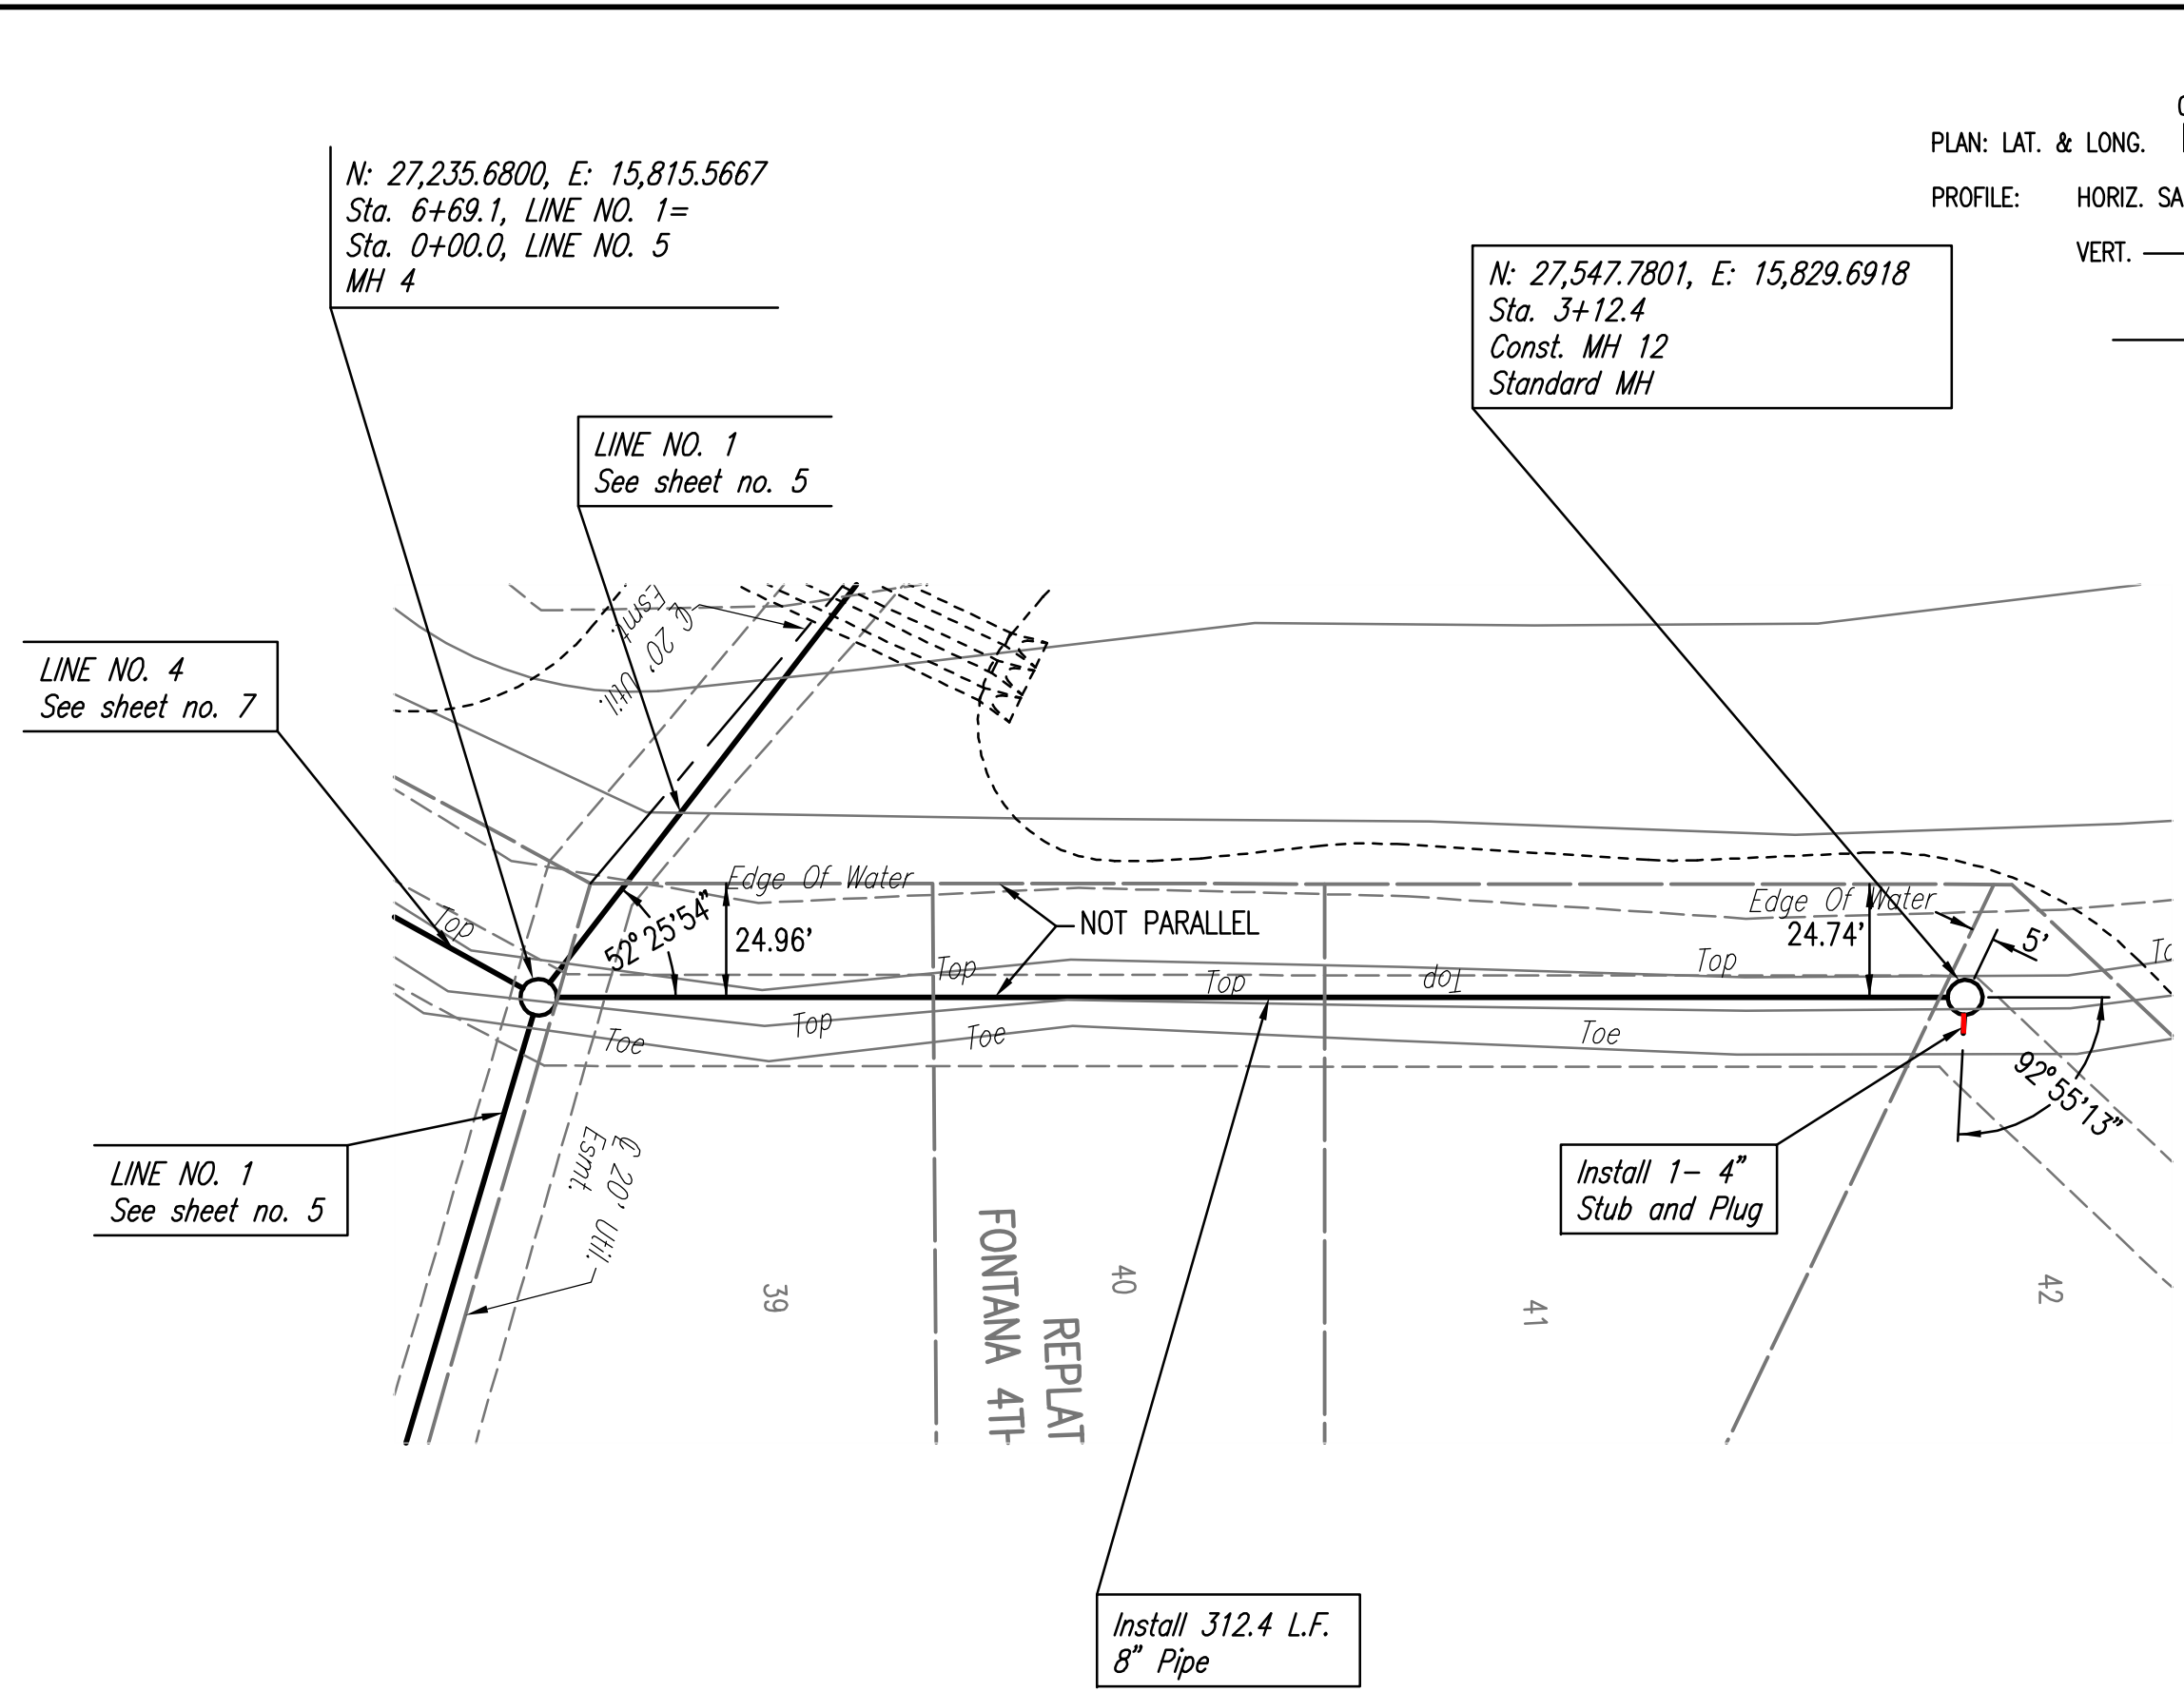 PLAN: LAT. & LONG.
PROFILE: HORIZ. SA
VERT.
N: 27,235.6800, E: 15,815.5667
Sta. 6+69.1, LINE NO. 1=
Sta. 0+00.0, LINE NO. 5
MH 4
N: 27,547.7801, E: 15,829.6918
Sta. 3+12.4
Const. MH 12
Standard MH
LINE NO. 1
See sheet no. 5
℄ 20' Util.
Esmt.
LINE NO. 4
See sheet no. 7
Edge Of Water
Edge Of Water
52°25'54"
24.96'
NOT PARALLEL
24.74'
5'
Top
Top
Top
Top
Top
Top
Toe
Toe
Toe
92°55'13"
LINE NO. 1
See sheet no. 5
℄ 20' Util.
Esmt.
Install 1- 4"
Stub and Plug
39
40
41
42
REPLAT
FONTANA 4TH
Install 312.4 L.F.
8" Pipe